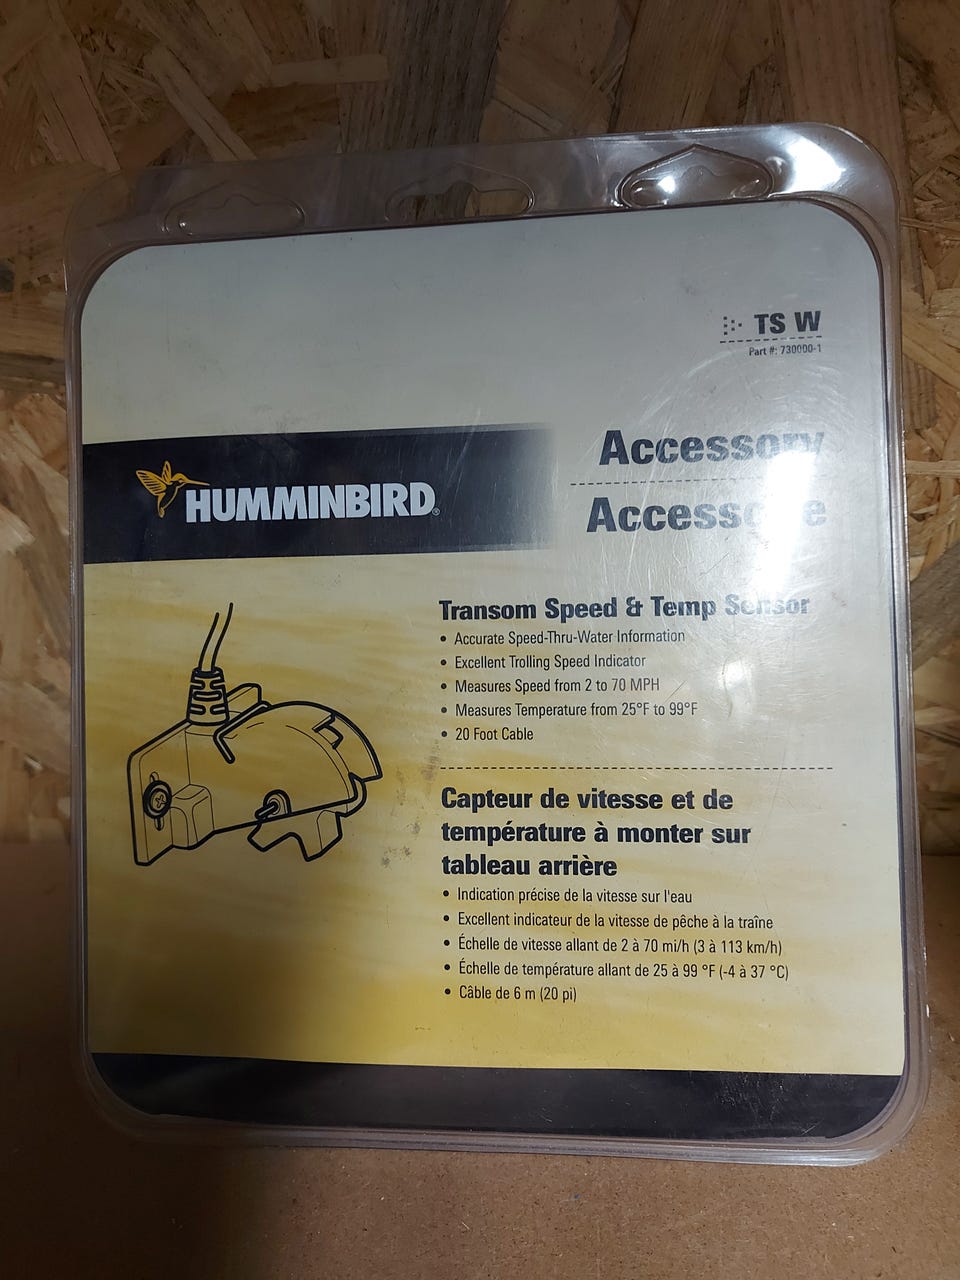 TS W
Part #: 730000-1
Accessory
Accessoire
HUMMINBIRD®
Transom Speed & Temp Sensor
• Accurate Speed-Thru-Water Information
• Excellent Trolling Speed Indicator
• Measures Speed from 2 to 70 MPH
• Measures Temperature from 25°F to 99°F
• 20 Foot Cable
Capteur de vitesse et de
température à monter sur
tableau arrière
• Indication précise de la vitesse sur l'eau
• Excellent indicateur de la vitesse de pêche à la traîne
• Échelle de vitesse allant de 2 à 70 mi/h (3 à 113 km/h)
• Échelle de température allant de 25 à 99 °F (-4 à 37 °C)
• Câble de 6 m (20 pi)